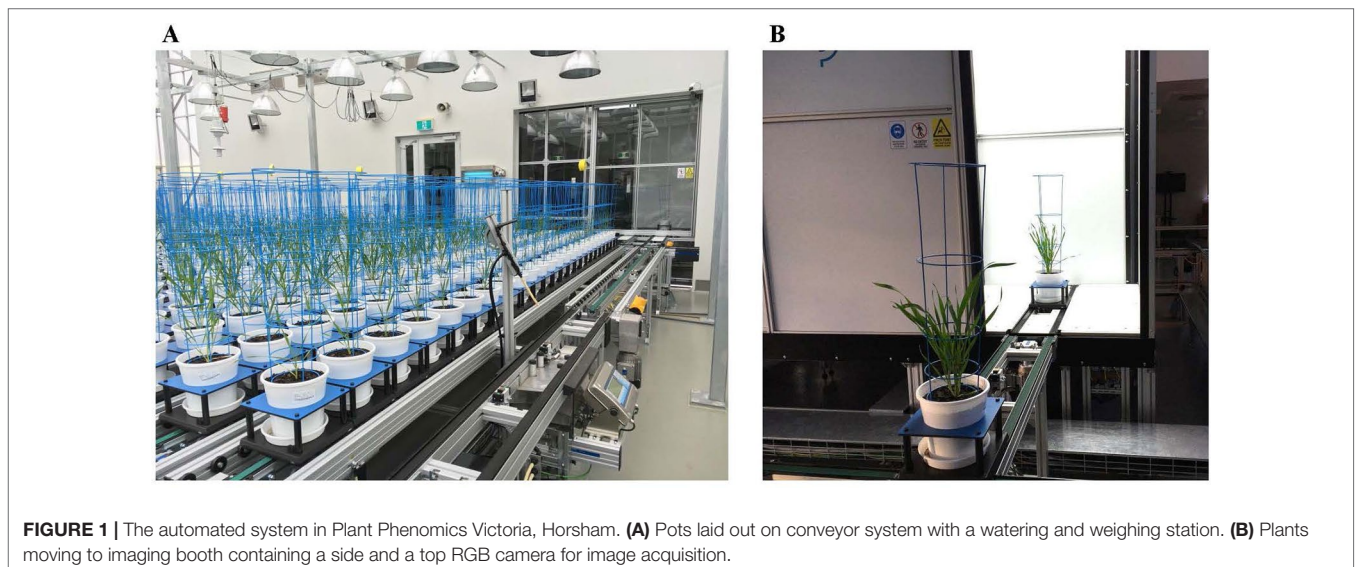 A
B
FIGURE 1 | The automated system in Plant Phenomics Victoria, Horsham. (A) Pots laid out on conveyor system with a watering and weighing station. (B) Plants
moving to imaging booth containing a side and a top RGB camera for image acquisition.